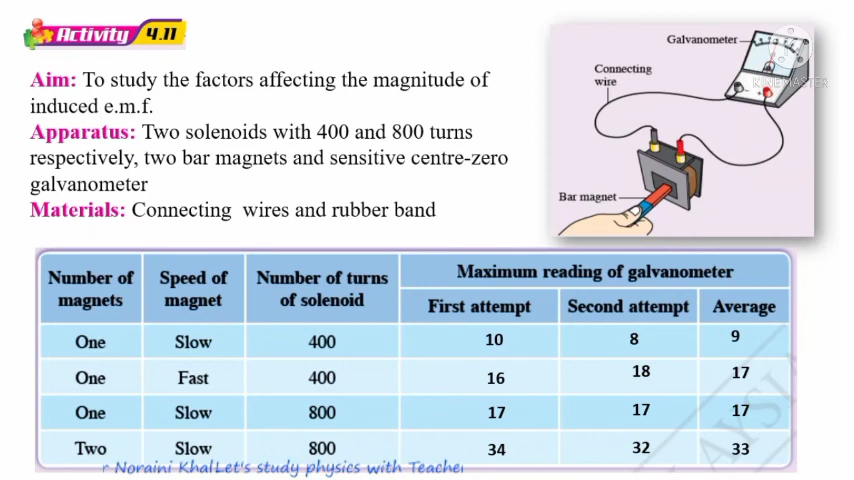 Activity 4.11
Aim: To study the factors affecting the magnitude of
induced e.m.f.
Apparatus: Two solenoids with 400 and 800 turns
respectively, two bar magnets and sensitive centre-zero
galvanometer
Materials: Connecting wires and rubber band
Galvanometer
KINEMASTER
Connecting
wire
Bar magnet
Number of magnets Speed of magnet Number of turns of solenoid Maximum reading of galvanometer
First attempt Second attempt Average
One Slow 400 10 8 9
One Fast 400 16 18 17
One Slow 800 17 17 17
Two Slow 800 34 32 33
r Noraini Khal Let's study physics with Teacher